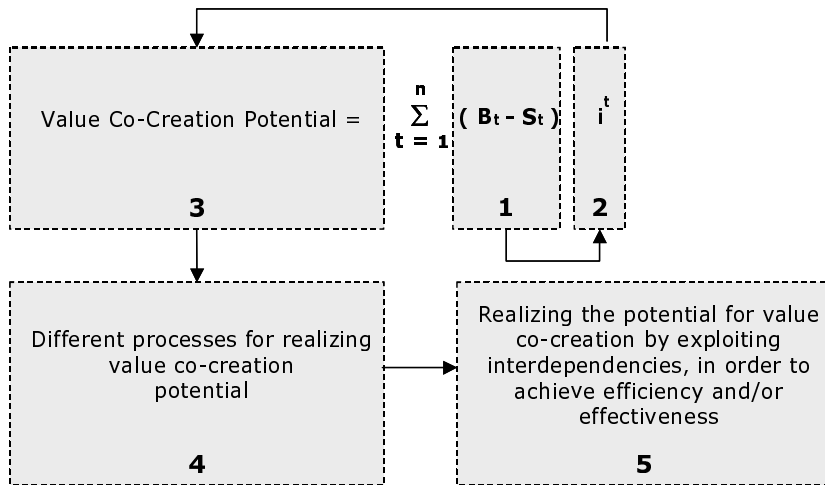 Value Co-Creation Potential =
n
Σ
t = 1
( Bt - St )
i^t
3
1
2
Different processes for realizing
value co-creation
potential
4
Realizing the potential for value
co-creation by exploiting
interdependencies, in order to
achieve efficiency and/or
effectiveness
5